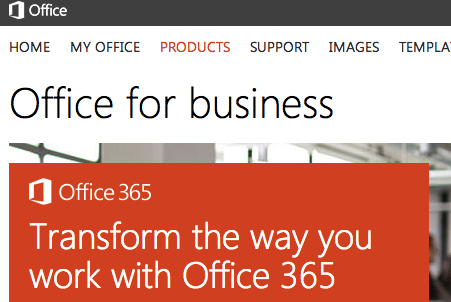 Office
HOME MY OFFICE PRODUCTS SUPPORT IMAGES
Office for business
Office 365
Transform the way you
work with Office 365